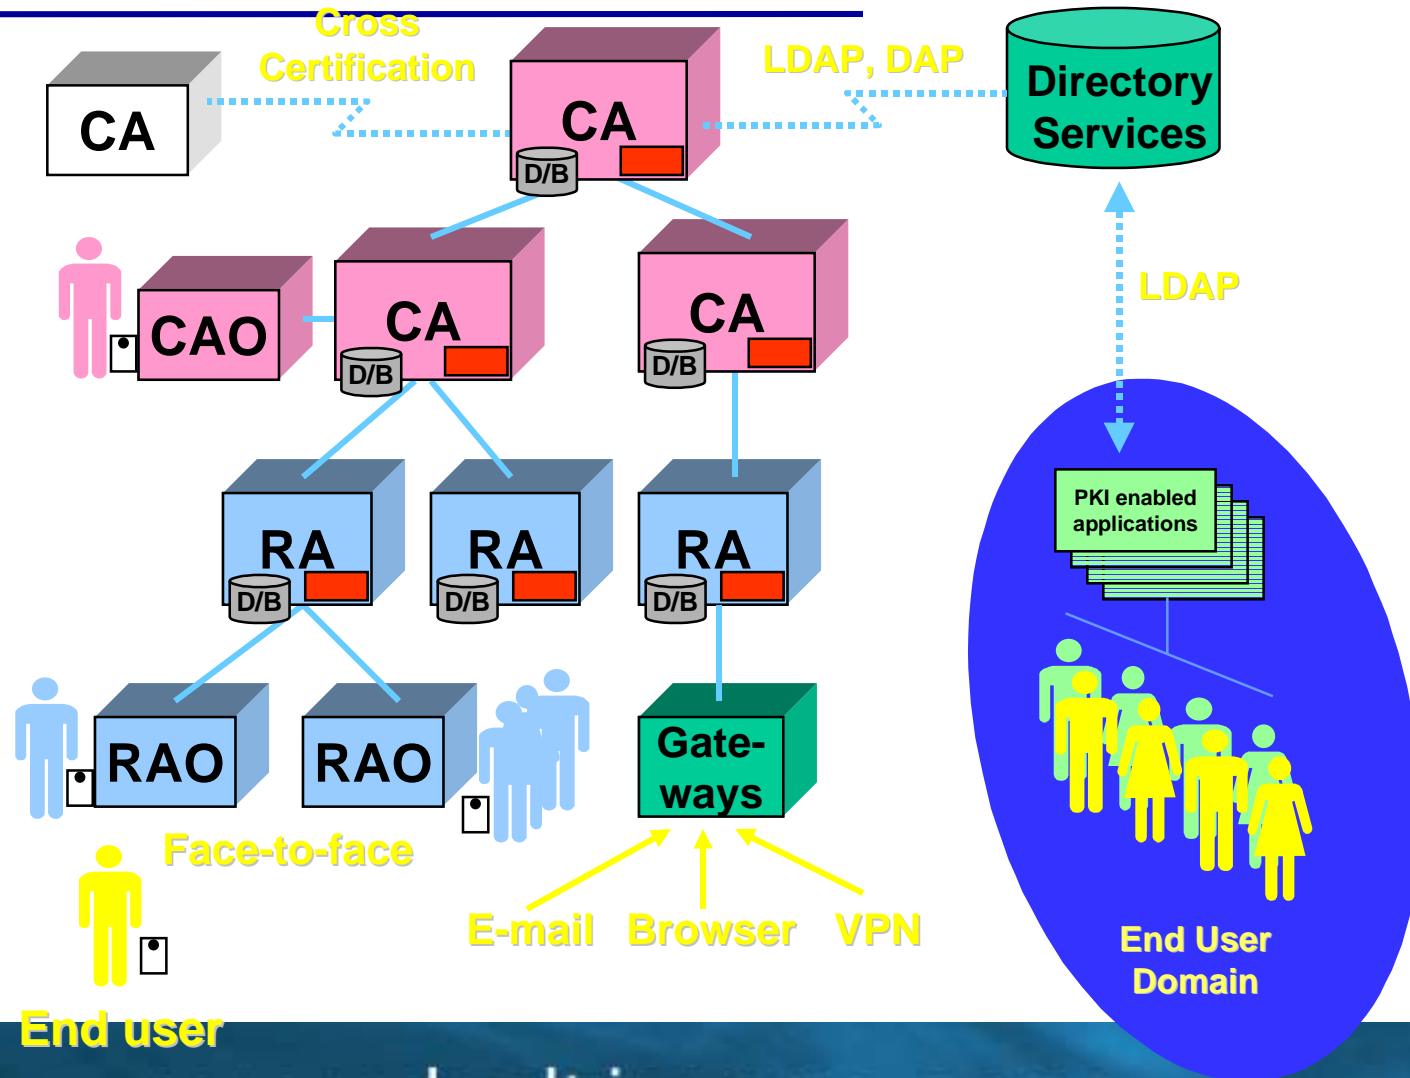 Cross
Certification
LDAP, DAP
Directory
Services
CA
CA
D/B
LDAP
CAO
CA
D/B
CA
D/B
PKI enabled
applications
RA
D/B
RA
D/B
RA
D/B
RAO
RAO
Gate-
ways
Face-to-face
E-mail
Browser
VPN
End User
Domain
End user